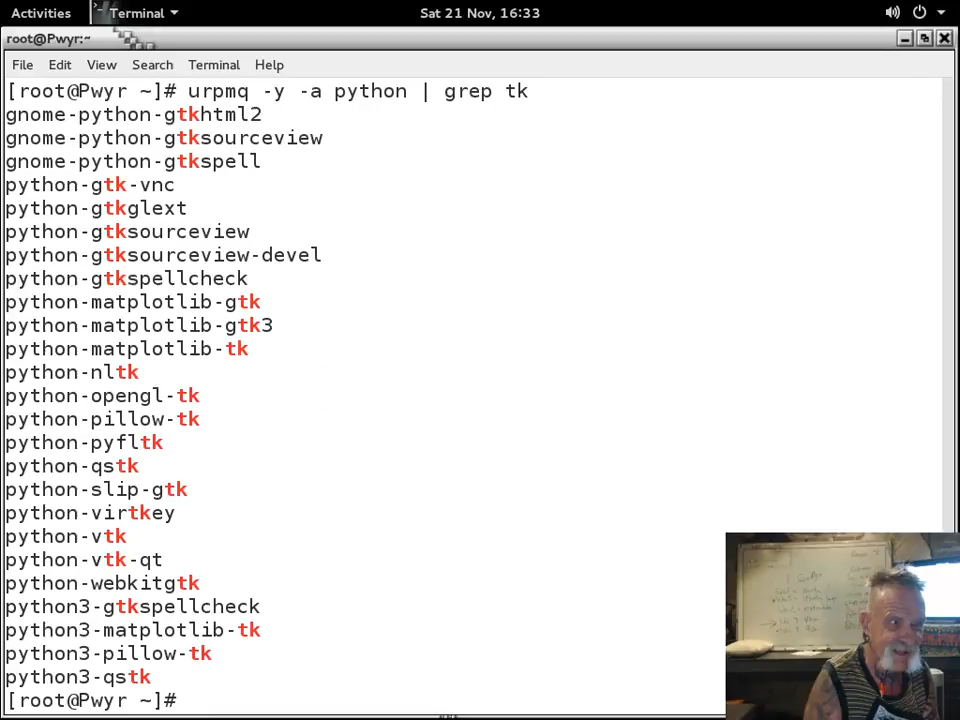 Activities Terminal Sat 21 Nov, 16:33
root@Pwyr:~
File Edit View Search Terminal Help
[root@Pwyr ~]# urpmq -y -a python | grep tk
gnome-python-gtkhtml2
gnome-python-gtksourceview
gnome-python-gtkspell
python-gtk-vnc
python-gtkglext
python-gtksourceview
python-gtksourceview-devel
python-gtkspellcheck
python-matplotlib-gtk
python-matplotlib-gtk3
python-matplotlib-tk
python-nltk
python-opengl-tk
python-pillow-tk
python-pyfltk
python-qstk
python-slip-gtk
python-virtkey
python-vtk
python-vtk-qt
python-webkitgtk
python3-gtkspellcheck
python3-matplotlib-tk
python3-pillow-tk
python3-qstk
[root@Pwyr ~]#